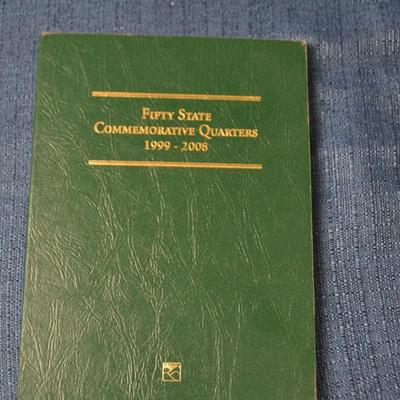 FIFTY STATE
COMMEMORATIVE QUARTERS
1999 - 2008